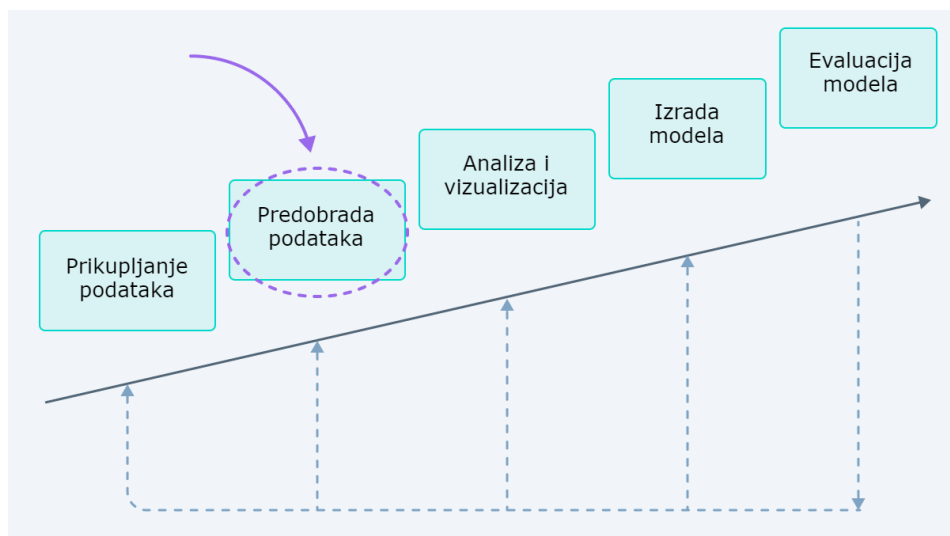 Prikupljanje
podataka
Predobrada
podataka
Analiza i
vizualizacija
Izrada
modela
Evaluacija
modela